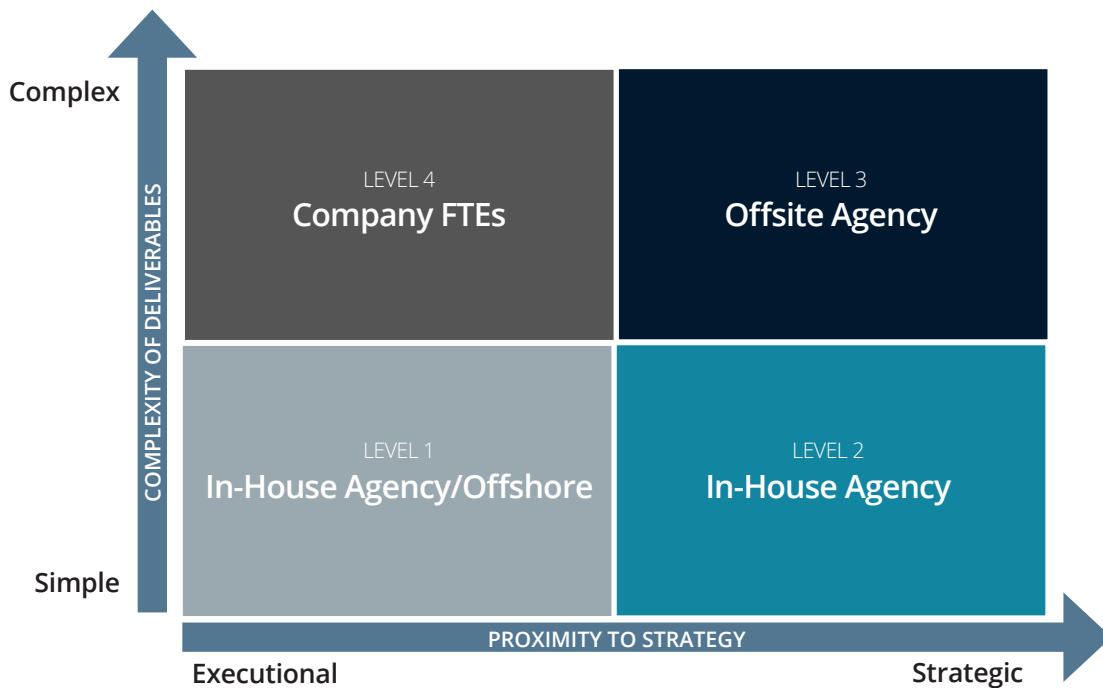 Complex
COMPLEXITY OF DELIVERABLES
LEVEL 4
Company FTEs
LEVEL 3
Offsite Agency
LEVEL 1
In-House Agency/Offshore
LEVEL 2
In-House Agency
Simple
PROXIMITY TO STRATEGY
Executional
Strategic